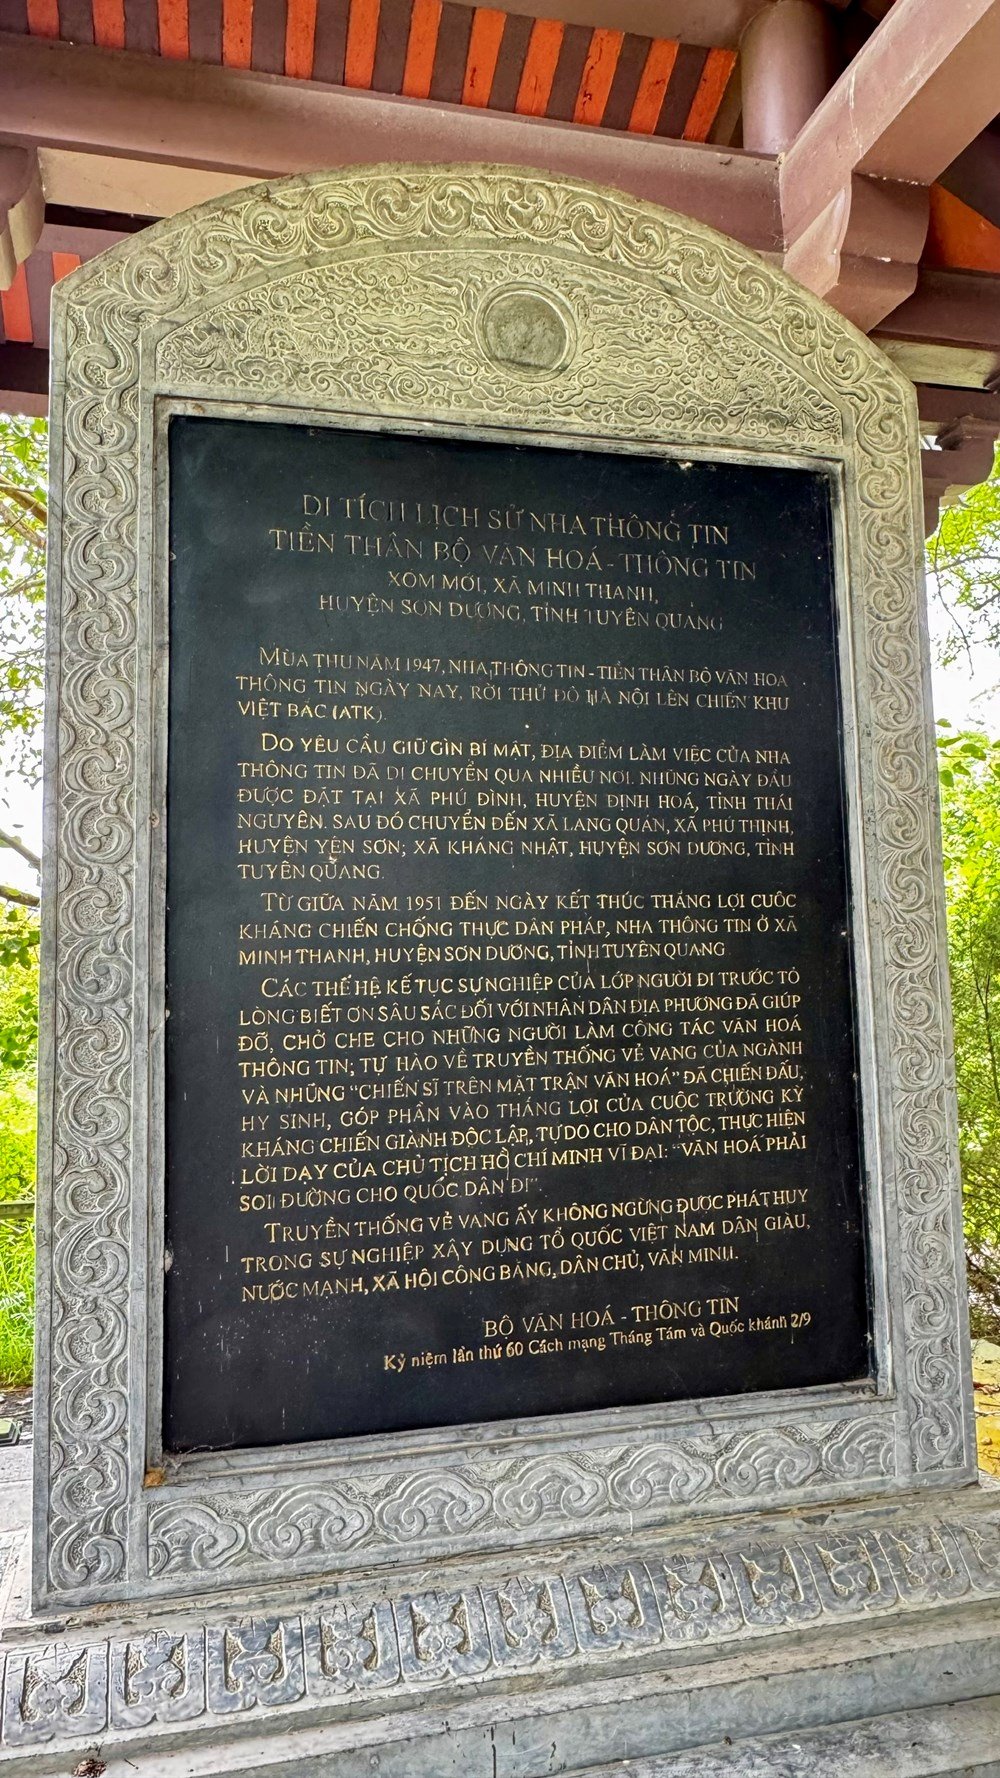 DI TÍCH LỊCH SỬ NHA THÔNG TIN
TIỀN THÂN BỘ VĂN HOÁ - THÔNG TIN
XÓM MỚI, XÃ MINH THANH,
HUYỆN SƠN DƯƠNG, TỈNH TUYÊN QUANG
MÙA THU NĂM 1947, NHA THÔNG TIN - TIỀN THÂN BỘ VĂN HOÁ
THÔNG TIN NGÀY NAY, RỜI THỦ ĐÔ HÀ NỘI LÊN CHIẾN KHU
VIỆT BẮC (ATK).
DO YÊU CẦU GIỮ GÌN BÍ MẬT, ĐỊA ĐIỂM LÀM VIỆC CỦA NHA
THÔNG TIN ĐÃ DI CHUYỂN QUA NHIỀU NƠI. NHỮNG NGÀY ĐẦU
ĐƯỢC ĐẶT TẠI XÃ PHÚ ĐÌNH, HUYỆN ĐỊNH HOÁ, TỈNH THÁI
NGUYÊN. SAU ĐÓ CHUYỂN ĐẾN XÃ LANG QUÁN, XÃ PHÚ THỊNH,
HUYỆN YÊN SƠN; XÃ KHÁNG NHẬT, HUYỆN SƠN DƯƠNG, TỈNH
TUYÊN QUANG.
TỪ GIỮA NĂM 1951 ĐẾN NGÀY KẾT THÚC THẮNG LỢI CUỘC
KHÁNG CHIẾN CHỐNG THỰC DÂN PHÁP, NHA THÔNG TIN Ở XÃ
MINH THANH, HUYỆN SƠN DƯƠNG, TỈNH TUYÊN QUANG
CÁC THẾ HỆ KẾ TỤC SỰ NGHIỆP CỦA LỚP NGƯỜI ĐI TRƯỚC TỎ
LÒNG BIẾT ƠN SÂU SẮC ĐỐI VỚI NHÂN DÂN ĐỊA PHƯƠNG ĐÃ GIÚP
ĐỠ, CHỞ CHE CHO NHỮNG NGƯỜI LÀM CÔNG TÁC VĂN HOÁ
THÔNG TIN; TỰ HÀO VỀ TRUYỀN THỐNG VẺ VANG CỦA NGÀNH
VÀ NHỮNG "CHIẾN SĨ TRÊN MẶT TRẬN VĂN HOÁ" ĐÃ CHIẾN ĐẤU,
HY SINH, GÓP PHẦN VÀO THẮNG LỢI CỦA CUỘC TRƯỜNG KỲ
KHÁNG CHIẾN GIÀNH ĐỘC LẬP, TỰ DO CHO DÂN TỘC, THỰC HIỆN
LỜI DẠY CỦA CHỦ TỊCH HỒ CHÍ MINH VĨ ĐẠI: "VĂN HOÁ PHẢI
SOI ĐƯỜNG CHO QUỐC DÂN ĐI".
TRUYỀN THỐNG VẺ VANG ẤY KHÔNG NGỪNG ĐƯỢC PHÁT HUY
TRONG SỰ NGHIỆP XÂY DỰNG TỔ QUỐC VIỆT NAM DÂN GIÀU,
NƯỚC MẠNH, XÃ HỘI CÔNG BẰNG, DÂN CHỦ, VĂN MINH.
BỘ VĂN HOÁ - THÔNG TIN
Kỷ niệm lần thứ 60 Cách mạng Tháng Tám và Quốc khánh 2/9